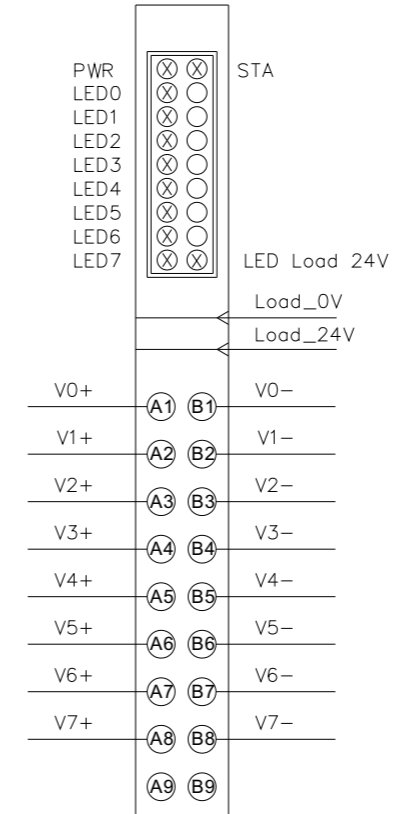 PWR STA
LED0
LED1
LED2
LED3
LED4
LED5
LED6
LED7 LED Load 24V
Load_0V
Load_24V
V0+ A1 B1 V0-
V1+ A2 B2 V1-
V2+ A3 B3 V2-
V3+ A4 B4 V3-
V4+ A5 B5 V4-
V5+ A6 B6 V5-
V6+ A7 B7 V6-
V7+ A8 B8 V7-
A9 B9